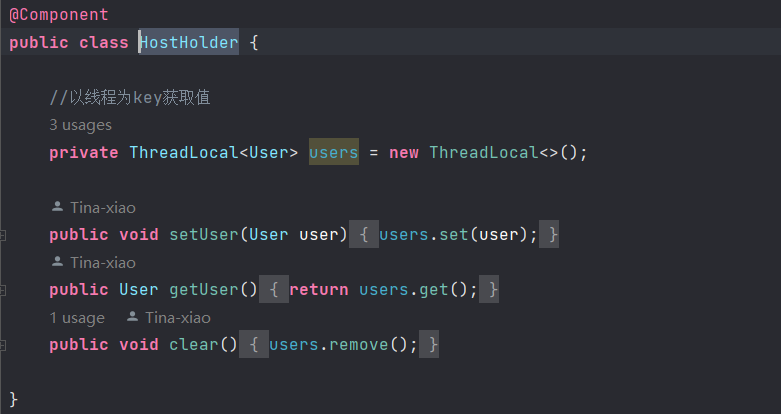 @Component
public class HostHolder {
//以线程为key获取值
3 usages
private ThreadLocal<User> users = new ThreadLocal<>();
Tina-xiao
public void setUser(User user) { users.set(user); }
Tina-xiao
public User getUser() { return users.get(); }
1 usage Tina-xiao
public void clear() { users.remove(); }
}